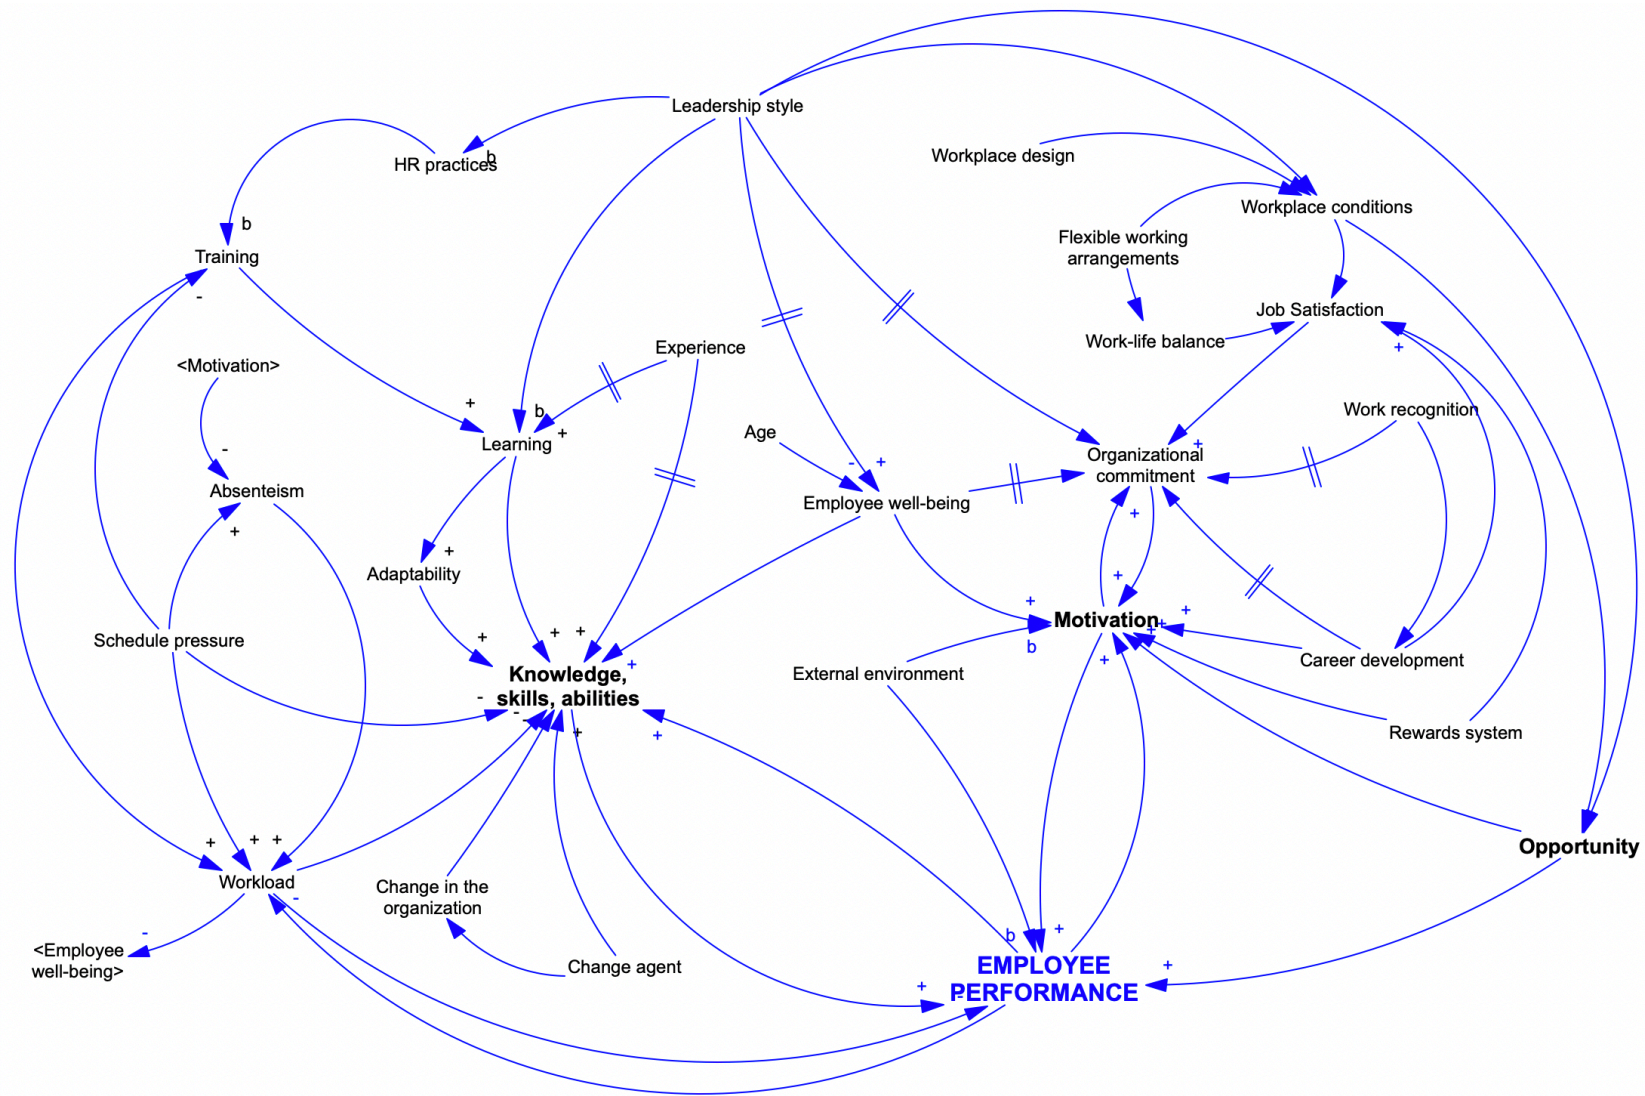 Leadership style
HR practices
b
Workplace design
Workplace conditions
b
Training
Flexible working
arrangements
-
Job Satisfaction
Work-life balance
+
Experience
<Motivation>
+
b
+
Work recognition
Age
Learning
-
-
+
+
Organizational
commitment
Absenteeism
Employee well-being
+
+
+
Adaptability
+
+
+
Motivation
+
+
+
b
+
Schedule pressure
+
+
+
+
Career development
Knowledge,
skills, abilities
External environment
-
-
-
+
+
Rewards system
+
+
+
Opportunity
Workload
-
Change in the
organization
-
b
+
<Employee
well-being>
Change agent
EMPLOYEE
PERFORMANCE
+
+
-